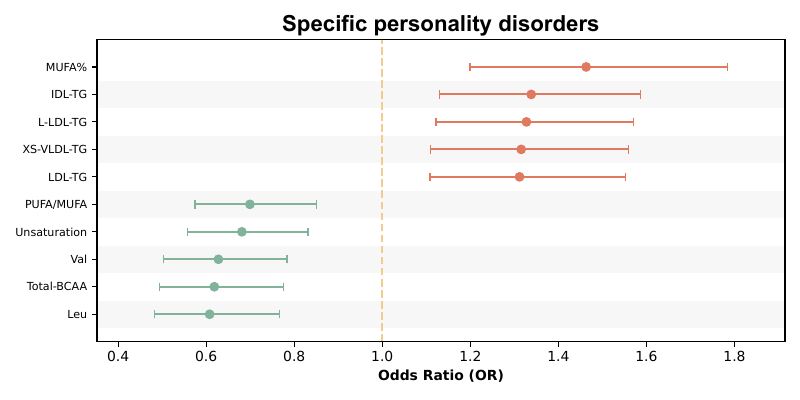 Specific personality disorders
MUFA%
IDL-TG
L-LDL-TG
XS-VLDL-TG
LDL-TG
PUFA/MUFA
Unsaturation
Val
Total-BCAA
Leu
0.4 0.6 0.8 1.0 1.2 1.4 1.6 1.8
Odds Ratio (OR)